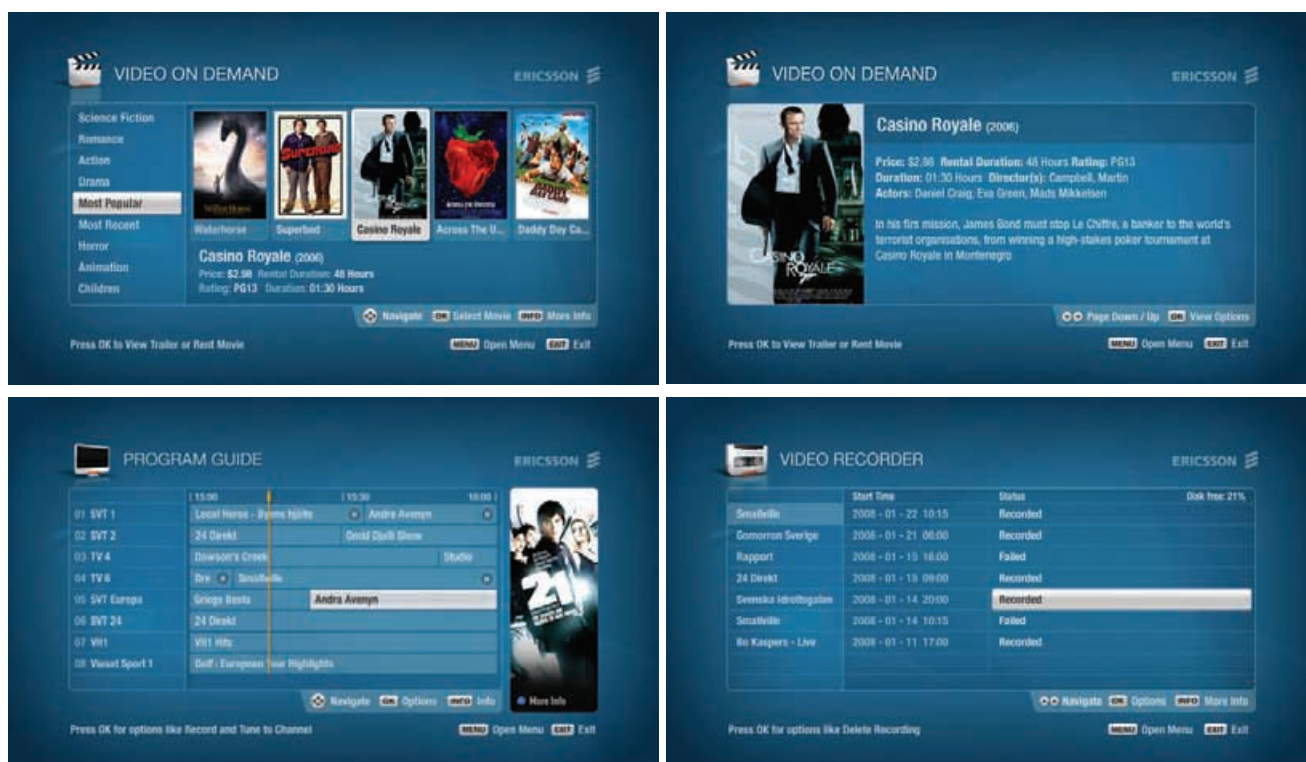 VIDEO ON DEMAND
ERICSSON
Science Fiction
Romance
Action
Drama
Most Popular
Most Recent
Horror
Animation
Children
Waterhorse
Superbad
Casino Royale
Across The U...
Daddy Day Ca...
Casino Royale (2006)
Price: $2.98 Rental Duration: 48 Hours
Rating: PG13 Duration: 01:30 Hours
Navigate OK Select Movie INFO More Info
Press OK to View Trailer or Rent Movie
MENU Open Menu EXIT Exit
VIDEO ON DEMAND
ERICSSON
CASINO ROYALE
Casino Royale (2006)
Price: $2.98 Rental Duration: 48 Hours Rating: PG13
Duration: 01:30 Hours Director(s): Campbell, Martin
Actors: Daniel Craig, Eva Green, Mads Mikkelsen
In his firs mission, James Bond must stop Le Chiffre, a banker to the world's
terrorist organisations, from winning a high-stakes poker tournament at
Casino Royale in Montenegro
Page Down / Up OK View Options
Press OK to View Trailer or Rent Movie
MENU Open Menu EXIT Exit
PROGRAM GUIDE
ERICSSON
15:00 15:30 16:00
01 SVT 1 Andra Avenyn
02 SVT 2 24 Direkt Show
03 TV 4 Dawson's Creek Studio
04 TV 6 Dre Smallville
05 SVT Europa Griegs Andra Avenyn
06 SVT 24 24 Direkt
07 VH1 VH1 Hits
08 Viasat Sport 1 Golf: European Tour Highlights
21
More Info
Navigate OK Options INFO Info
Press OK for options like Record and Tune to Channel
MENU Open Menu EXIT Exit
VIDEO RECORDER
ERICSSON
Start Time Status Disk free: 21%
Smallville 2008 - 01 - 22 10:15 Recorded
Gomorron Sverige 2008 - 01 - 21 06:00 Recorded
Rapport 2008 - 01 - 15 16:00 Failed
24 Direkt 2008 - 01 - 09:00 Recorded
Svenska Idrottsgalan 2008 - 01 - 14 20:00 Recorded
Smallville 2008 - 01 - 14 10:15 Failed
Bo Kaspers - Live 2008 - 01 - 11 17:00 Recorded
Navigate OK Options INFO More Info
Press OK for options like Delete Recording
MENU Open Menu EXIT Exit